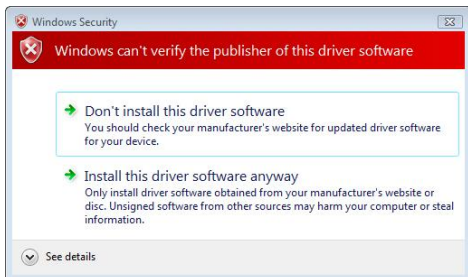 Windows Security
Windows can't verify the publisher of this driver software
Don't install this driver software
You should check your manufacturer's website for updated driver software
for your device.
Install this driver software anyway
Only install driver software obtained from your manufacturer's website or
disc. Unsigned software from other sources may harm your computer or steal
information.
See details